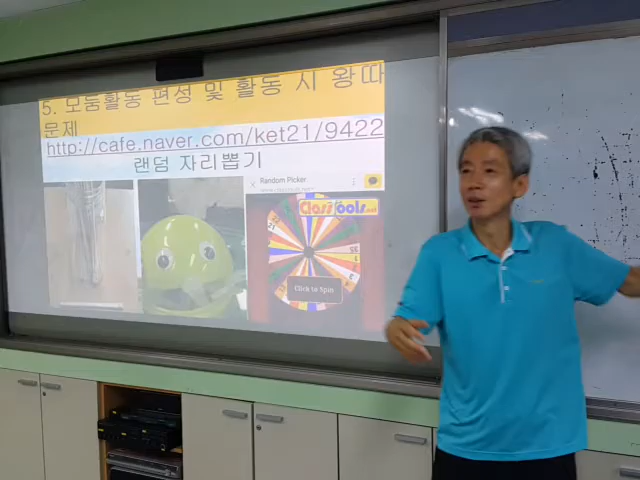 5. 모둠활동 편성 및 활동 시 왕따
문제
http://cafe.naver.com/ket21/9422
랜덤 자리뽑기
Random Picker
ClassTools.net
Click to Spin